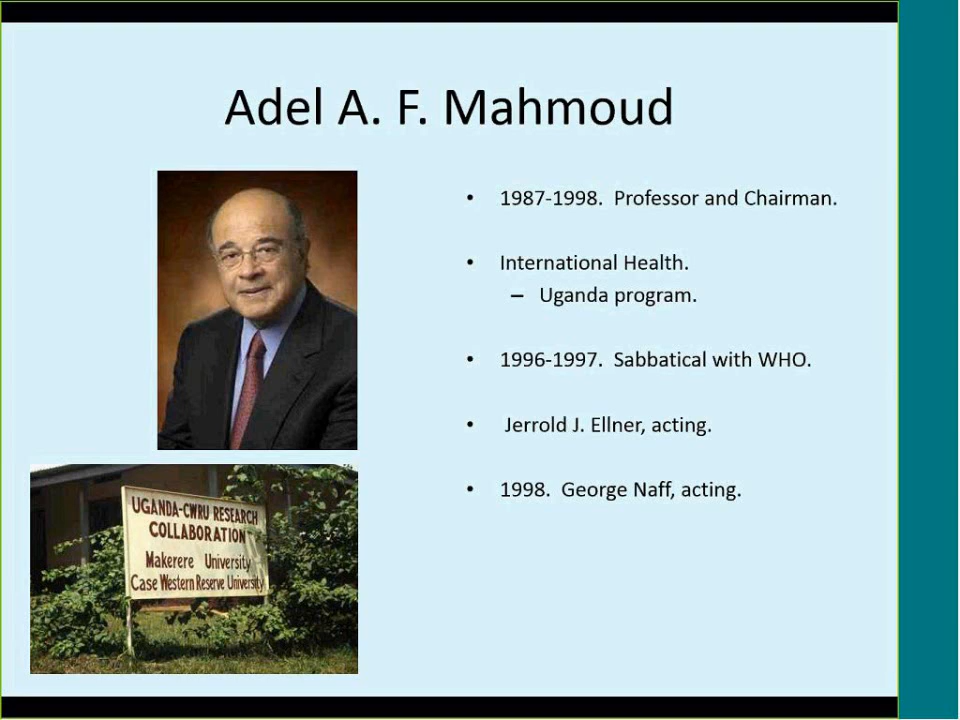 Adel A. F. Mahmoud
• 1987-1998. Professor and Chairman.
• International Health.
– Uganda program.
• 1996-1997. Sabbatical with WHO.
• Jerrold J. Ellner, acting.
• 1998. George Naff, acting.
UGANDA-CWRU RESEARCH
COLLABORATION
Makerere University
Case Western Reserve University